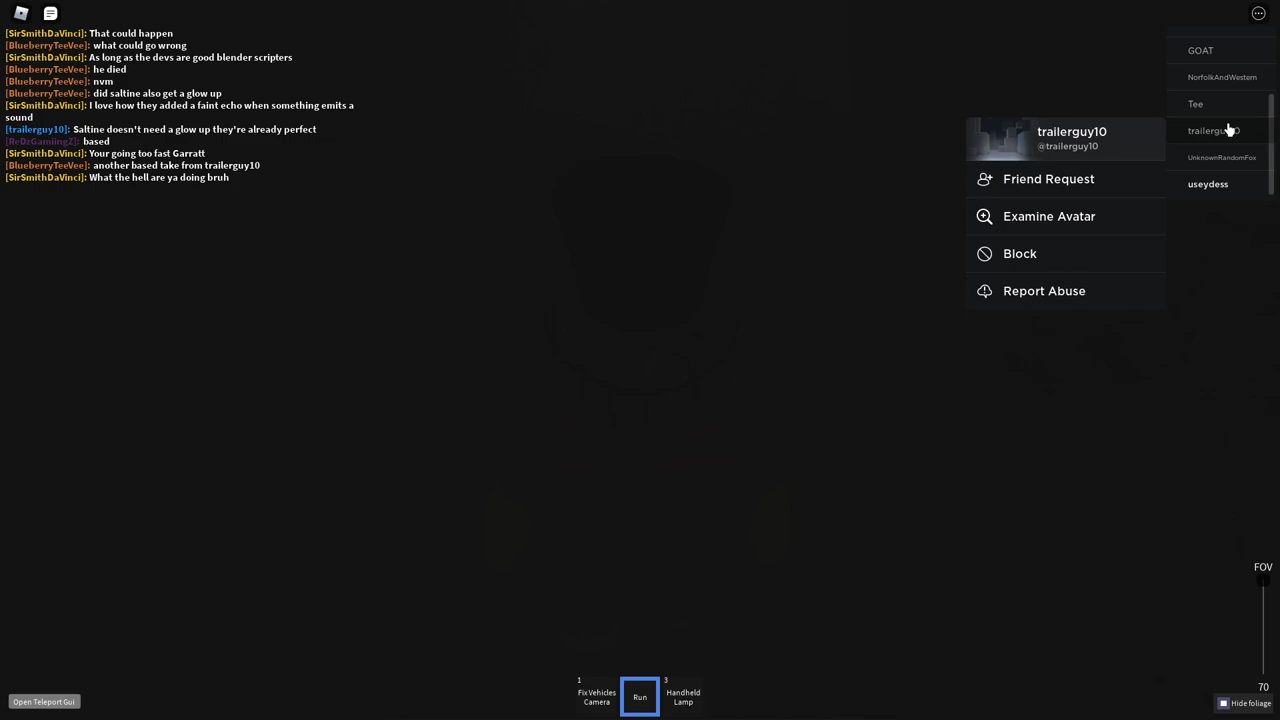 [SirSmithDaVinci]: That could happen
[BlueberryTeeVee]: what could go wrong
[SirSmithDaVinci]: As long as the devs are good blender scripters
[BlueberryTeeVee]: he died
[BlueberryTeeVee]: nvm
[BlueberryTeeVee]: did saltine also get a glow up
[SirSmithDaVinci]: I love how they added a faint echo when something emits a
sound
[trailerguy10]: Saltine doesn't need a glow up they're already perfect
[ReDzGamiingZ]: based
[SirSmithDaVinci]: Your going too fast Garratt
[BlueberryTeeVee]: another based take from trailerguy10
[SirSmithDaVinci]: What the hell are ya doing bruh
GOAT
NorfolkAndWestern
Tee
UnknownRandomFox
useydess
trailerguy10
@trailerguy10
Friend Request
Examine Avatar
Block
Report Abuse
FOV
70
Hide foliage
1
Fix Vehicles
Camera
Run
3
Handheld
Lamp
Open Teleport Gui